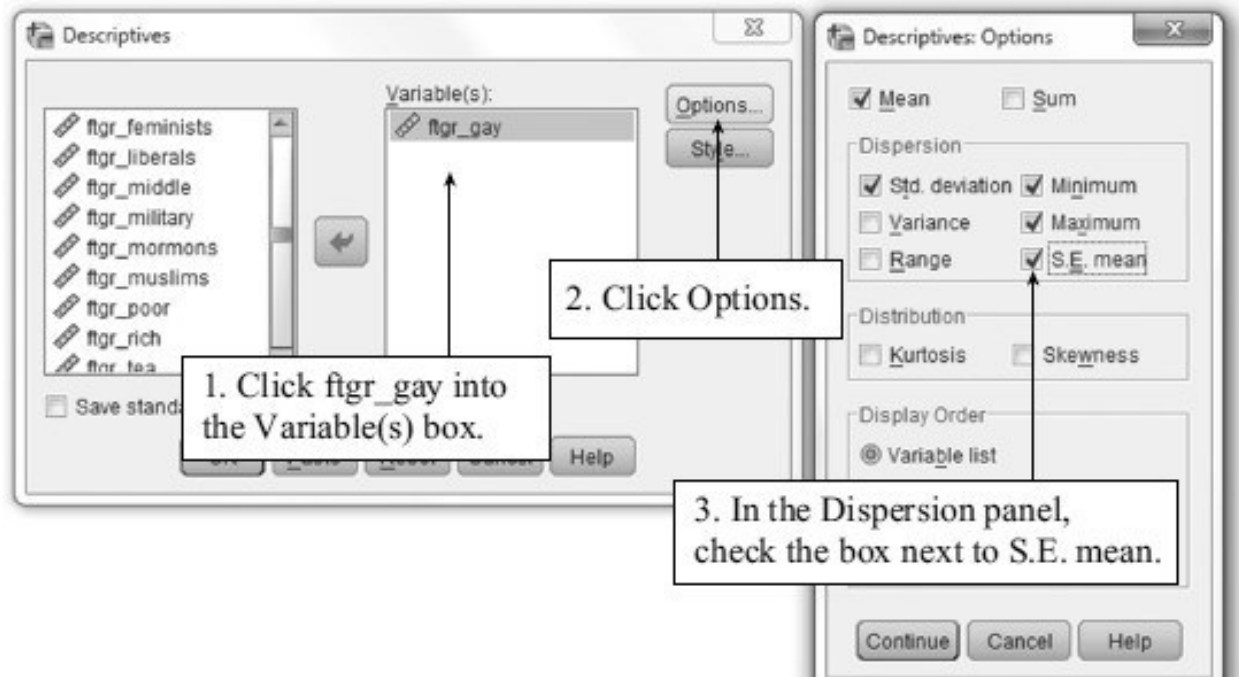 Descriptives
Variable(s):
ftgr_feminists
ftgr_liberals
ftgr_middle
ftgr_military
ftgr_mormons
ftgr_muslims
ftgr_poor
ftgr_rich
ftgr_tea
ftgr_gay
Options...
Style...
Save
Help
1. Click ftgr_gay into
the Variable(s) box.
2. Click Options.
Descriptives: Options
Mean Sum
Dispersion
Std. deviation Minimum
Variance Maximum
Range S.E. mean
Distribution
Kurtosis Skewness
Display Order
Variable list
3. In the Dispersion panel,
check the box next to S.E. mean.
Continue Cancel Help